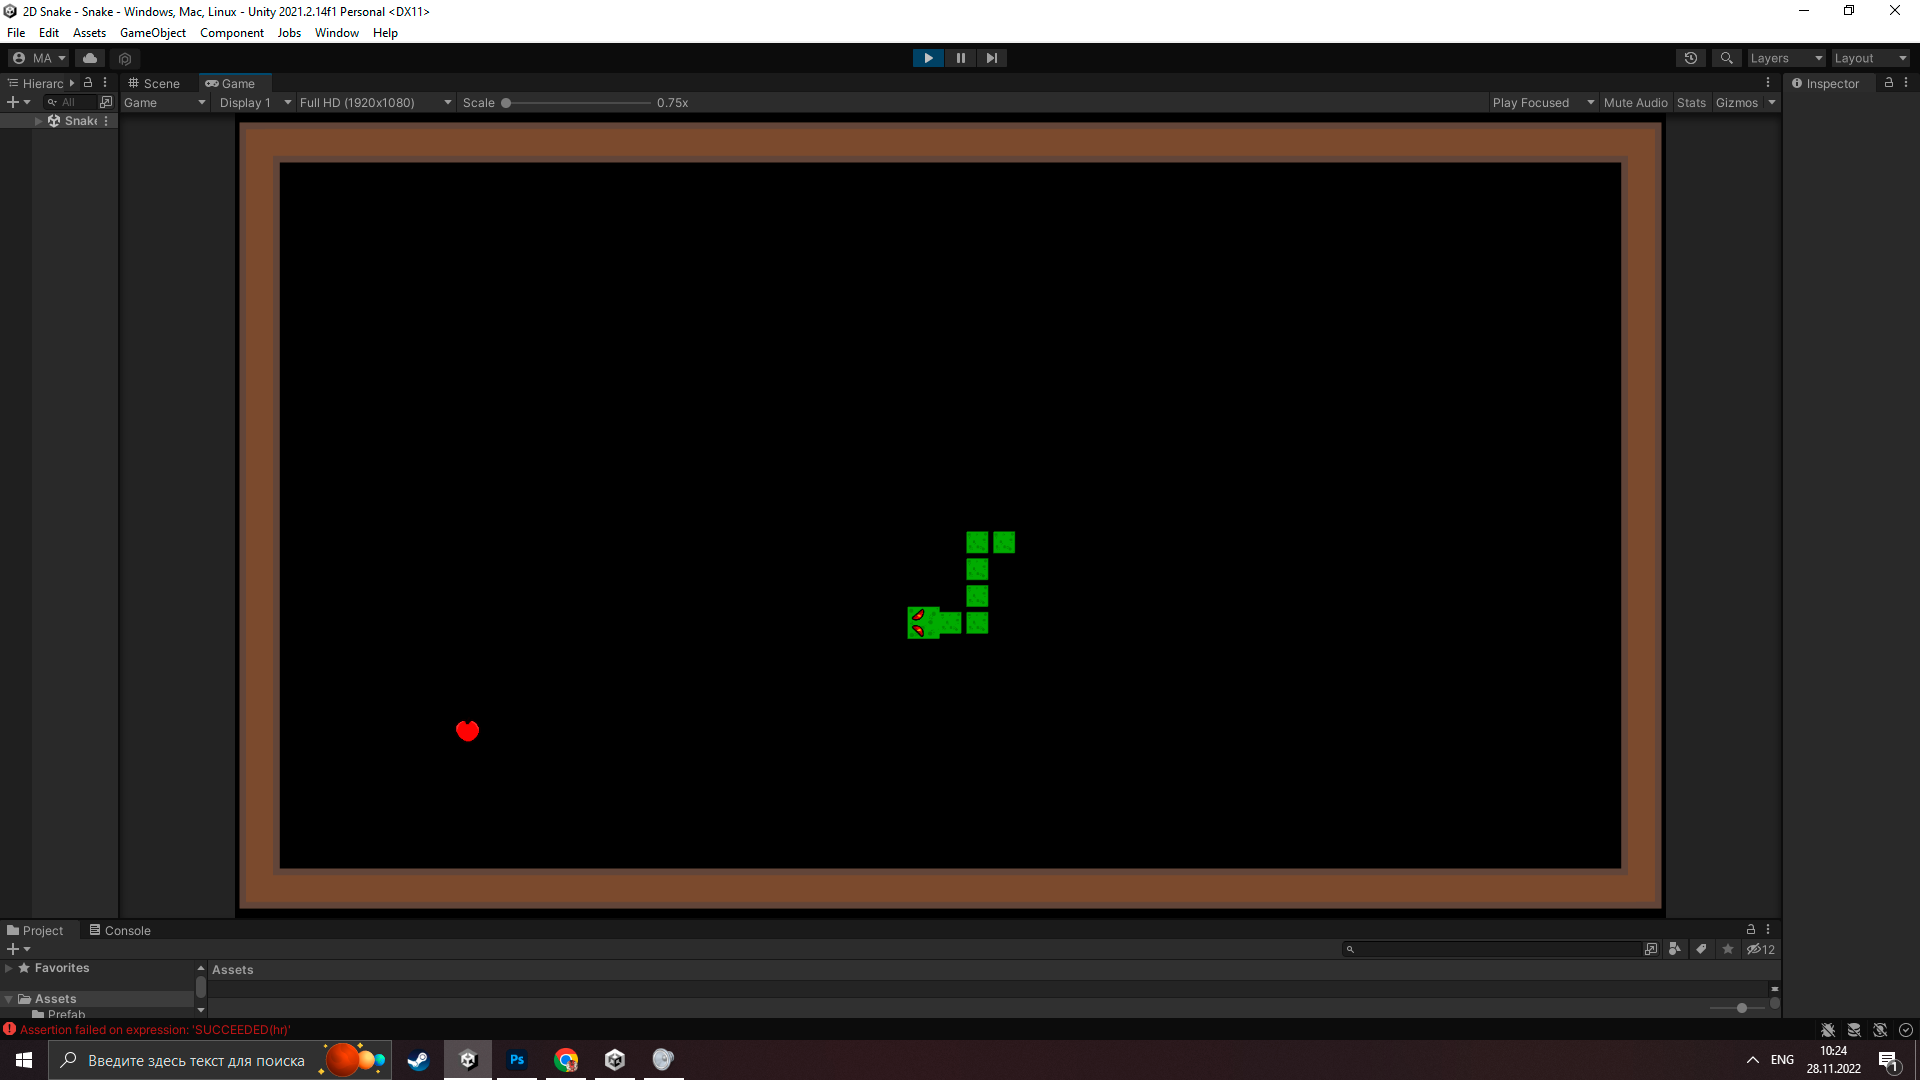 2D Snake - Snake - Windows, Mac, Linux - Unity 2021.2.14f1 Personal <DX11>
File Edit Assets GameObject Component Jobs Window Help
MA Layers Layout
Hierarc Scene Game Inspector
All Game Display 1 Full HD (1920x1080) Scale 0.75x Play Focused Mute Audio Stats Gizmos
Snake
Project Console
12
Favorites Assets
Assets
Prefab
Assertion failed on expression: 'SUCCEEDED(hr)'
Введите здесь текст для поиска Ps ENG 10:24
28.11.2022 1